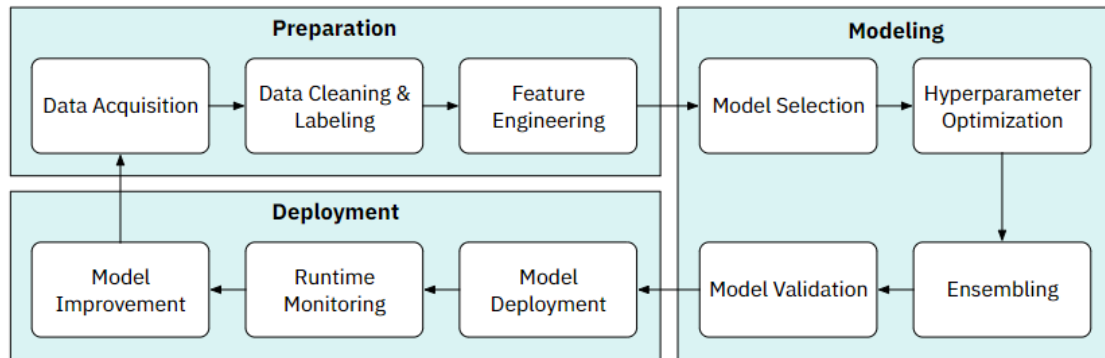 Preparation
Data Acquisition
Data Cleaning &
Labeling
Feature
Engineering
Modeling
Model Selection
Hyperparameter
Optimization
Ensembling
Model Validation
Deployment
Model
Deployment
Runtime
Monitoring
Model
Improvement